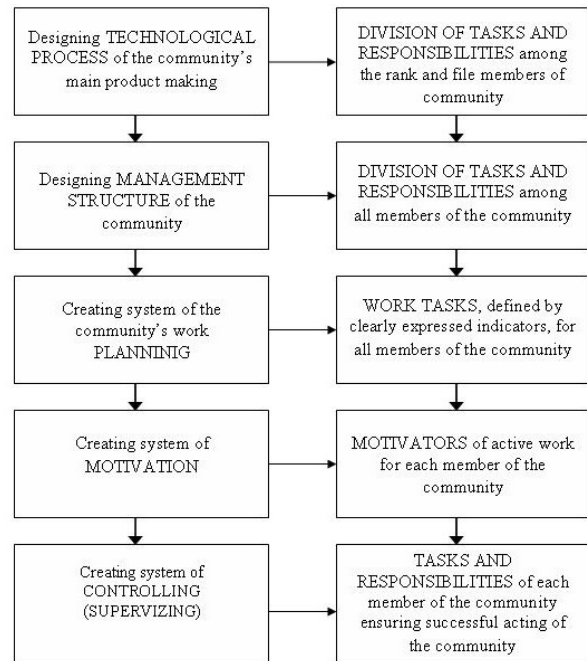 Designing TECHNOLOGICAL
PROCESS of the community's
main product making
DIVISION OF TASKS AND
RESPONSIBILITIES among
the rank and file members of
community
Designing MANAGEMENT
STRUCTURE of the
community
DIVISION OF TASKS AND
RESPONSIBILITIES among
all members of the community
Creating system of the
community's work
PLANNINIG
WORK TASKS, defined by
clearly expressed indicators, for
all members of the community
Creating system of
MOTIVATION
MOTIVATORS of active work
for each member of the
community
Creating system of
CONTROLLING
(SUPERVIZING)
TASKS AND
RESPONSIBILITIES of each
member of the community
ensuring successful acting of
the community